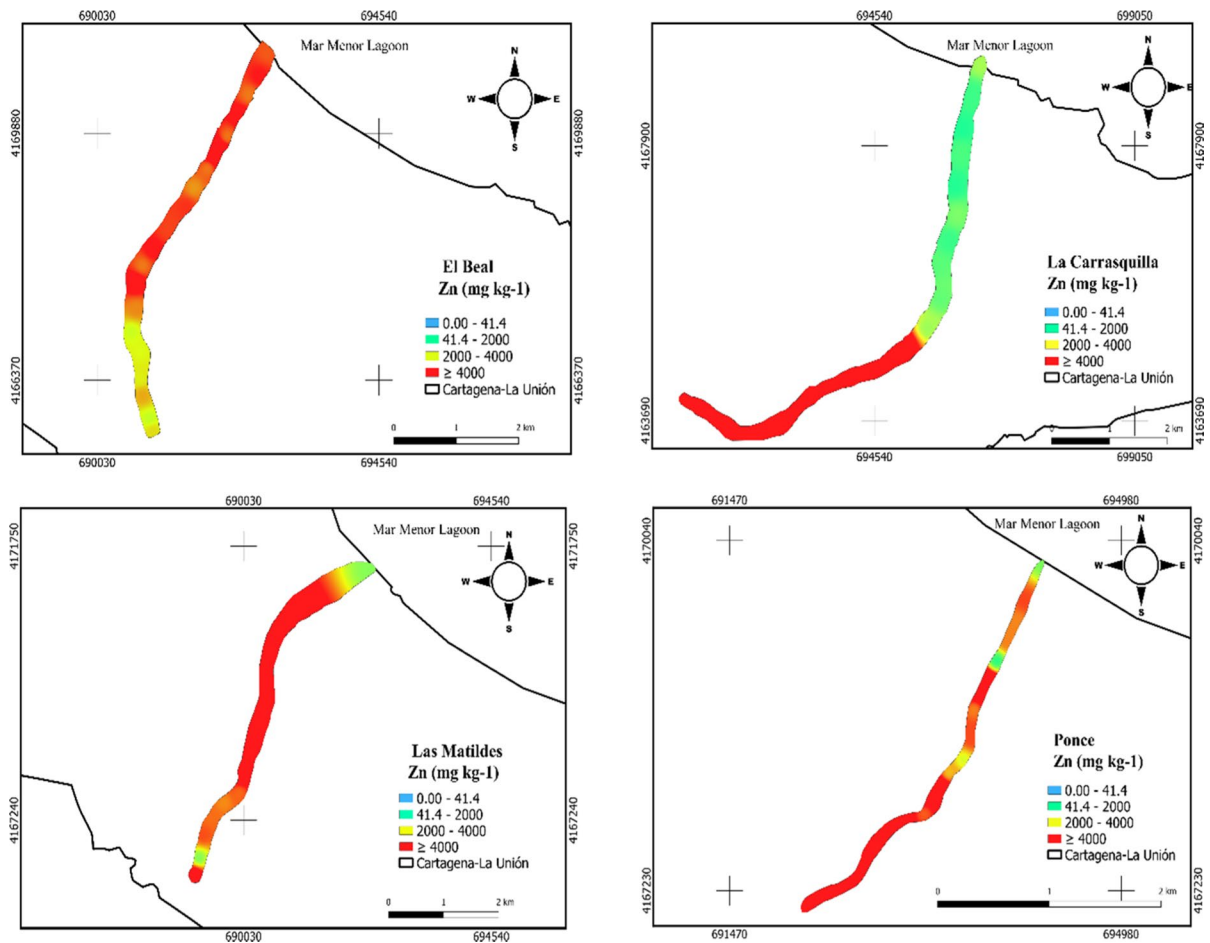 690030
694540
Mar Menor Lagoon
N
W
E
S
4169880
4169880
4166370
4166370
El Beal
Zn (mg kg-1)
0.00 - 41.4
41.4 - 2000
2000 - 4000
≥ 4000
Cartagena-La Unión
0
1
2 km
690030
694540
694540
699050
Mar Menor Lagoon
N
W
E
S
4167900
4167900
4163690
4163690
La Carrasquilla
Zn (mg kg-1)
0.00 - 41.4
41.4 - 2000
2000 - 4000
≥ 4000
Cartagena-La Unión
0
1
2 km
694540
699050
690030
694540
Mar Menor Lagoon
N
W
E
S
4171750
4171750
4167240
4167240
Las Matildes
Zn (mg kg-1)
0.00 - 41.4
41.4 - 2000
2000 - 4000
≥ 4000
Cartagena-La Unión
0
1
2 km
690030
694540
691470
694980
Mar Menor Lagoon
N
W
E
S
4170040
4170040
4167230
4167230
Ponce
Zn (mg kg-1)
0.00 - 41.4
41.4 - 2000
2000 - 4000
≥ 4000
Cartagena-La Unión
0
1
2 km
691470
694980